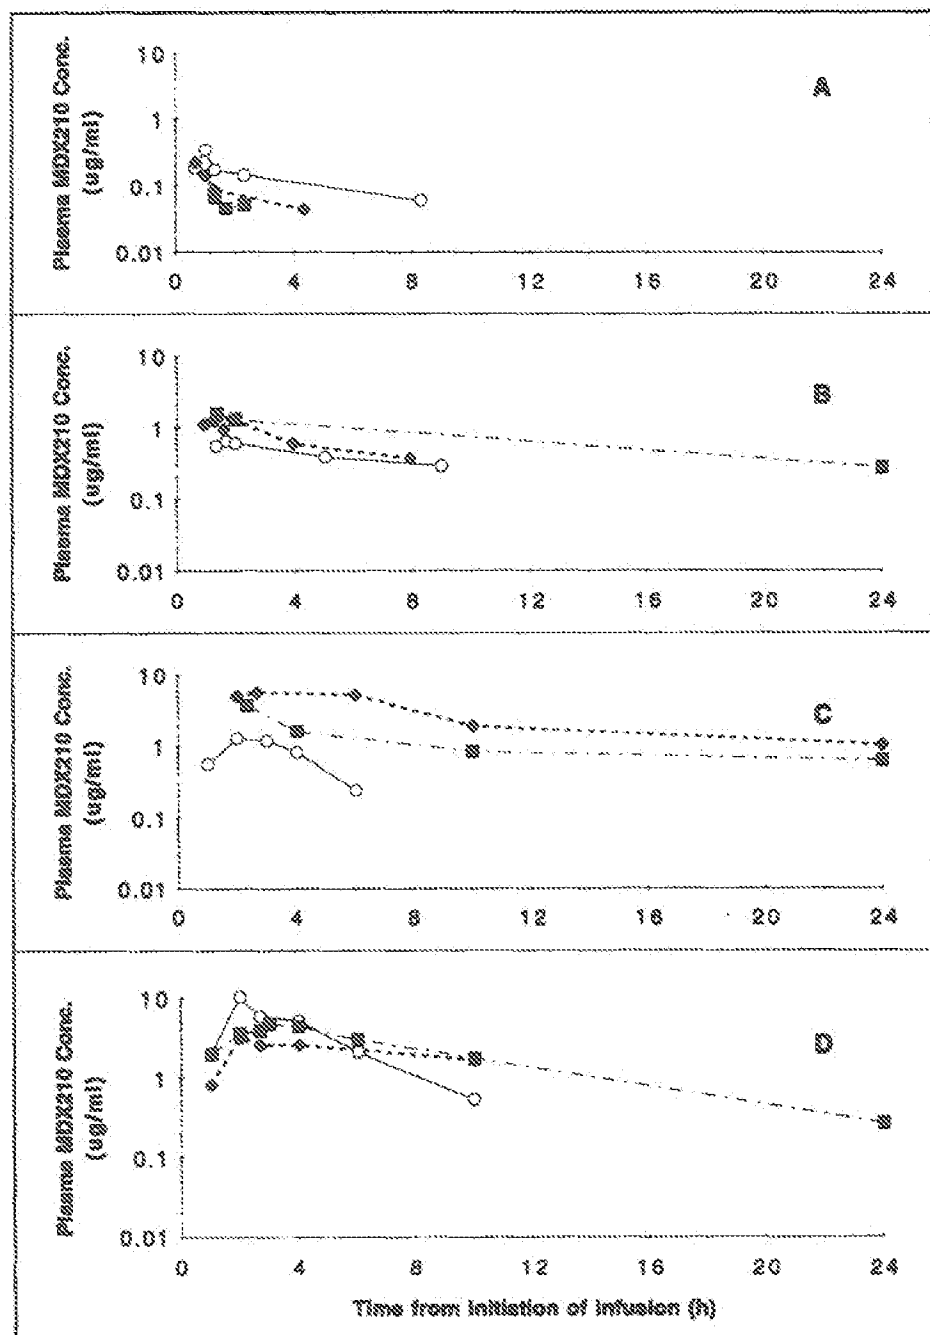 Plasma MDX210 Conc.
(ug/ml)
10
1
0.1
0.01
A
0 4 8 12 16 20 24
Plasma MDX210 Conc.
(ug/ml)
10
1
0.1
0.01
B
0 4 8 12 16 20 24
Plasma MDX210 Conc.
(ug/ml)
10
1
0.1
0.01
C
0 4 8 12 16 20 24
Plasma MDX210 Conc.
(ug/ml)
10
1
0.1
0.01
D
0 4 8 12 16 20 24
Time from initiation of infusion (h)